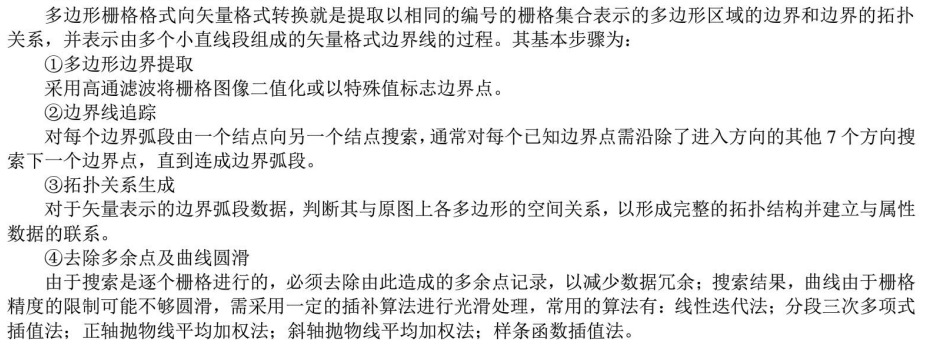 多边形栅格格式向矢量格式转换就是提取以相同的编号的栅格集合表示的多边形区域的边界和边界的拓扑
关系，并表示由多个小直线段组成的矢量格式边界线的过程。其基本步骤为：
①多边形边界提取
采用高通滤波将栅格图像二值化或以特殊值标志边界点。
②边界线追踪
对每个边界弧段由一个结点向另一个结点搜索，通常对每个已知边界点需沿除了进入方向的其他 7 个方向搜
索下一个边界点，直到连成边界弧段。
③拓扑关系生成
对于矢量表示的边界弧段数据，判断其与原图上各多边形的空间关系，以形成完整的拓扑结构并建立与属性
数据的联系。
④去除多余点及曲线圆滑
由于搜索是逐个栅格进行的，必须去除由此造成的多余点记录，以减少数据冗余；搜索结果，曲线由于栅格
精度的限制可能不够圆滑，需采用一定的插补算法进行光滑处理，常用的算法有：线性迭代法；分段三次多项式
插值法；正轴抛物线平均加权法；斜轴抛物线平均加权法；样条函数插值法。